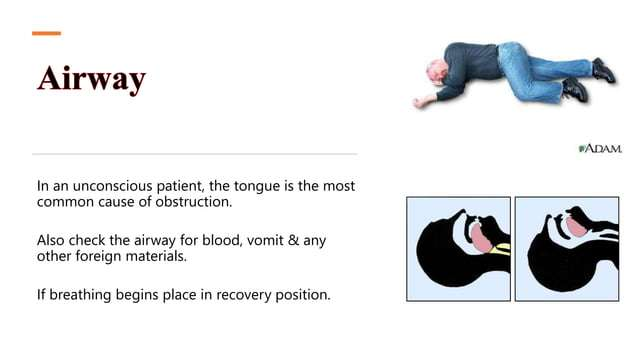 Airway
ADAM.
In an unconscious patient, the tongue is the most
common cause of obstruction.
Also check the airway for blood, vomit & any
other foreign materials.
If breathing begins place in recovery position.